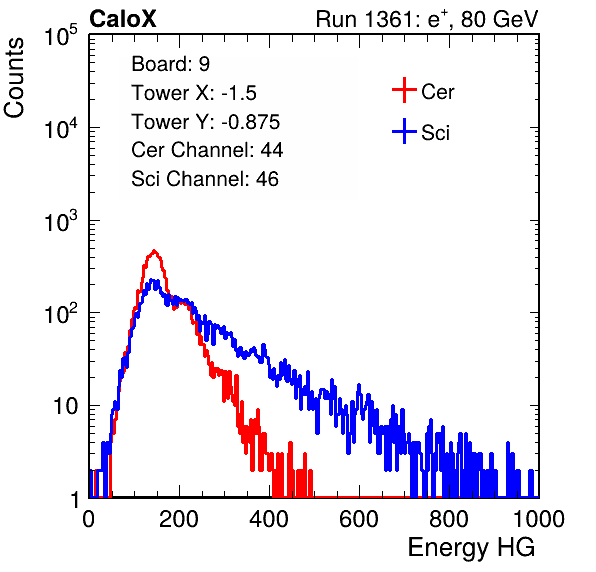 CaloX Run 1361: e⁺, 80 GeV
Counts
10⁵
10⁴
10³
10²
10
1
Board: 9
Tower X: -1.5
Tower Y: -0.875
Cer Channel: 44
Sci Channel: 46
Cer
Sci
0 200 400 600 800 1000
Energy HG